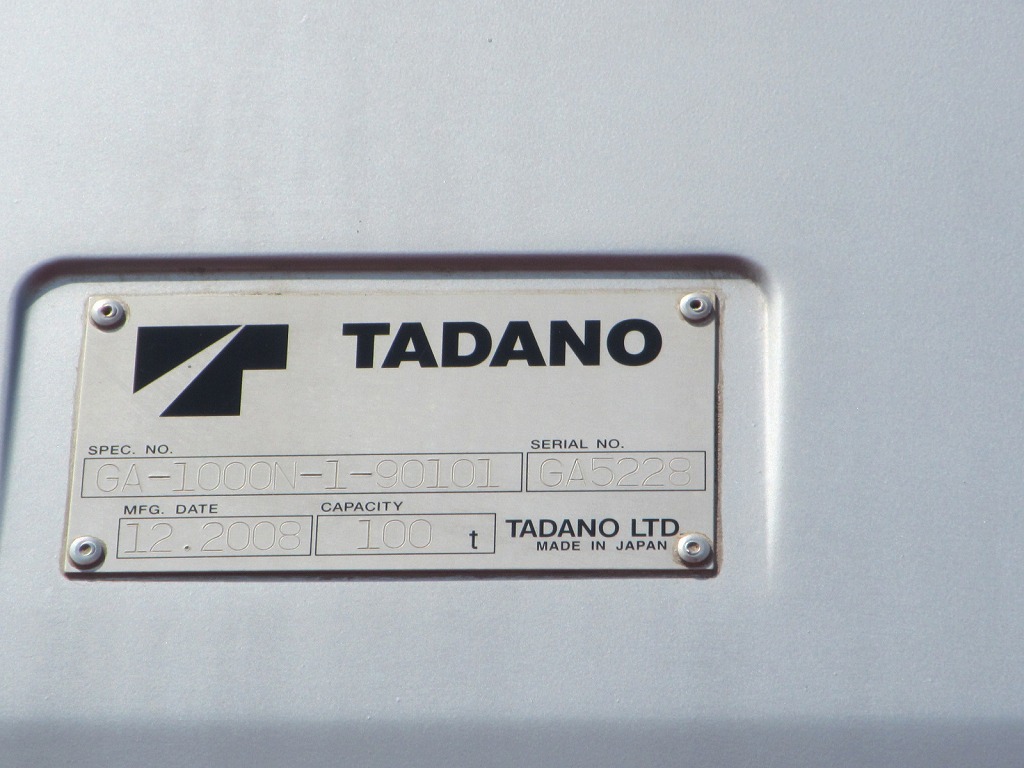 TADANO
SPEC. NO.
GA-1000N-1-90101
SERIAL NO.
GA5228
MFG. DATE
12.2008
CAPACITY
100 t
TADANO LTD.
MADE IN JAPAN